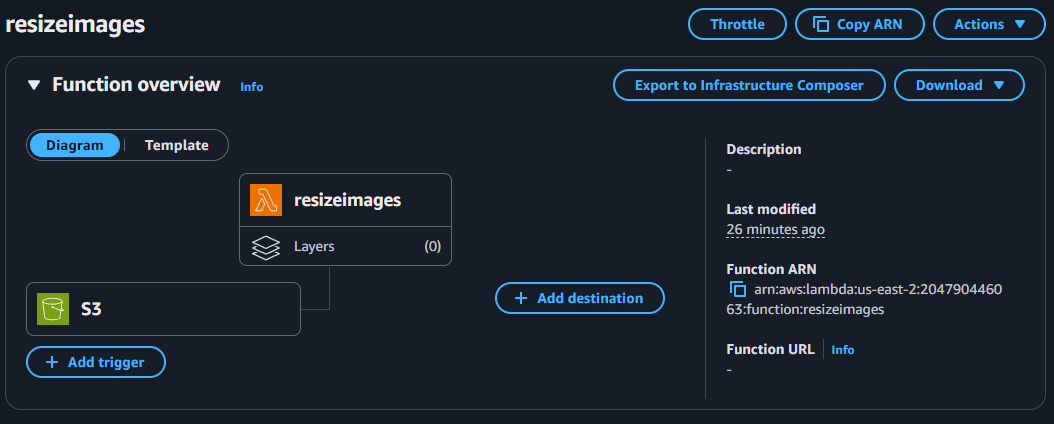 resizeimages
Throttle
Copy ARN
Actions
Function overview
Info
Export to Infrastructure Composer
Download
Diagram
Template
resizeimages
Layers
(0)
S3
+ Add trigger
+ Add destination
Description
-
Last modified
26 minutes ago
Function ARN
arn:aws:lambda:us-east-2:2047904460
63:function:resizeimages
Function URL
Info
-